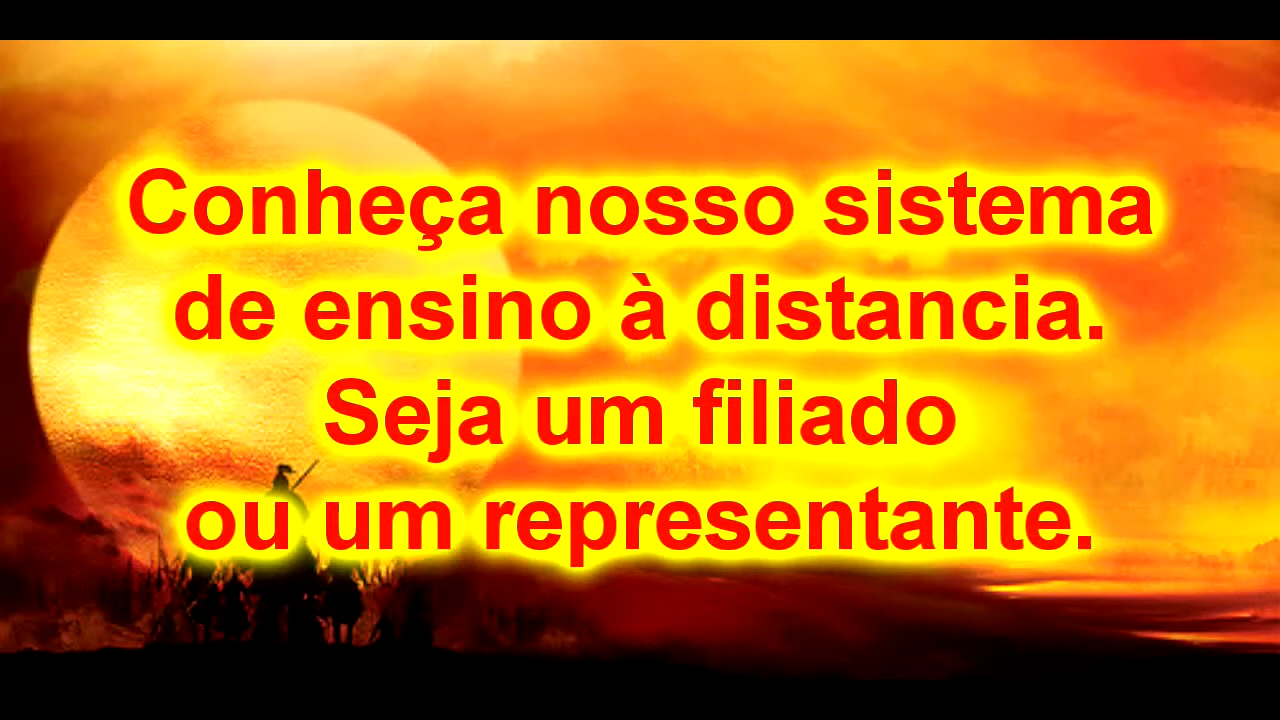 Conheça nosso sistema
de ensino à distancia.
Seja um filiado
ou um representante.